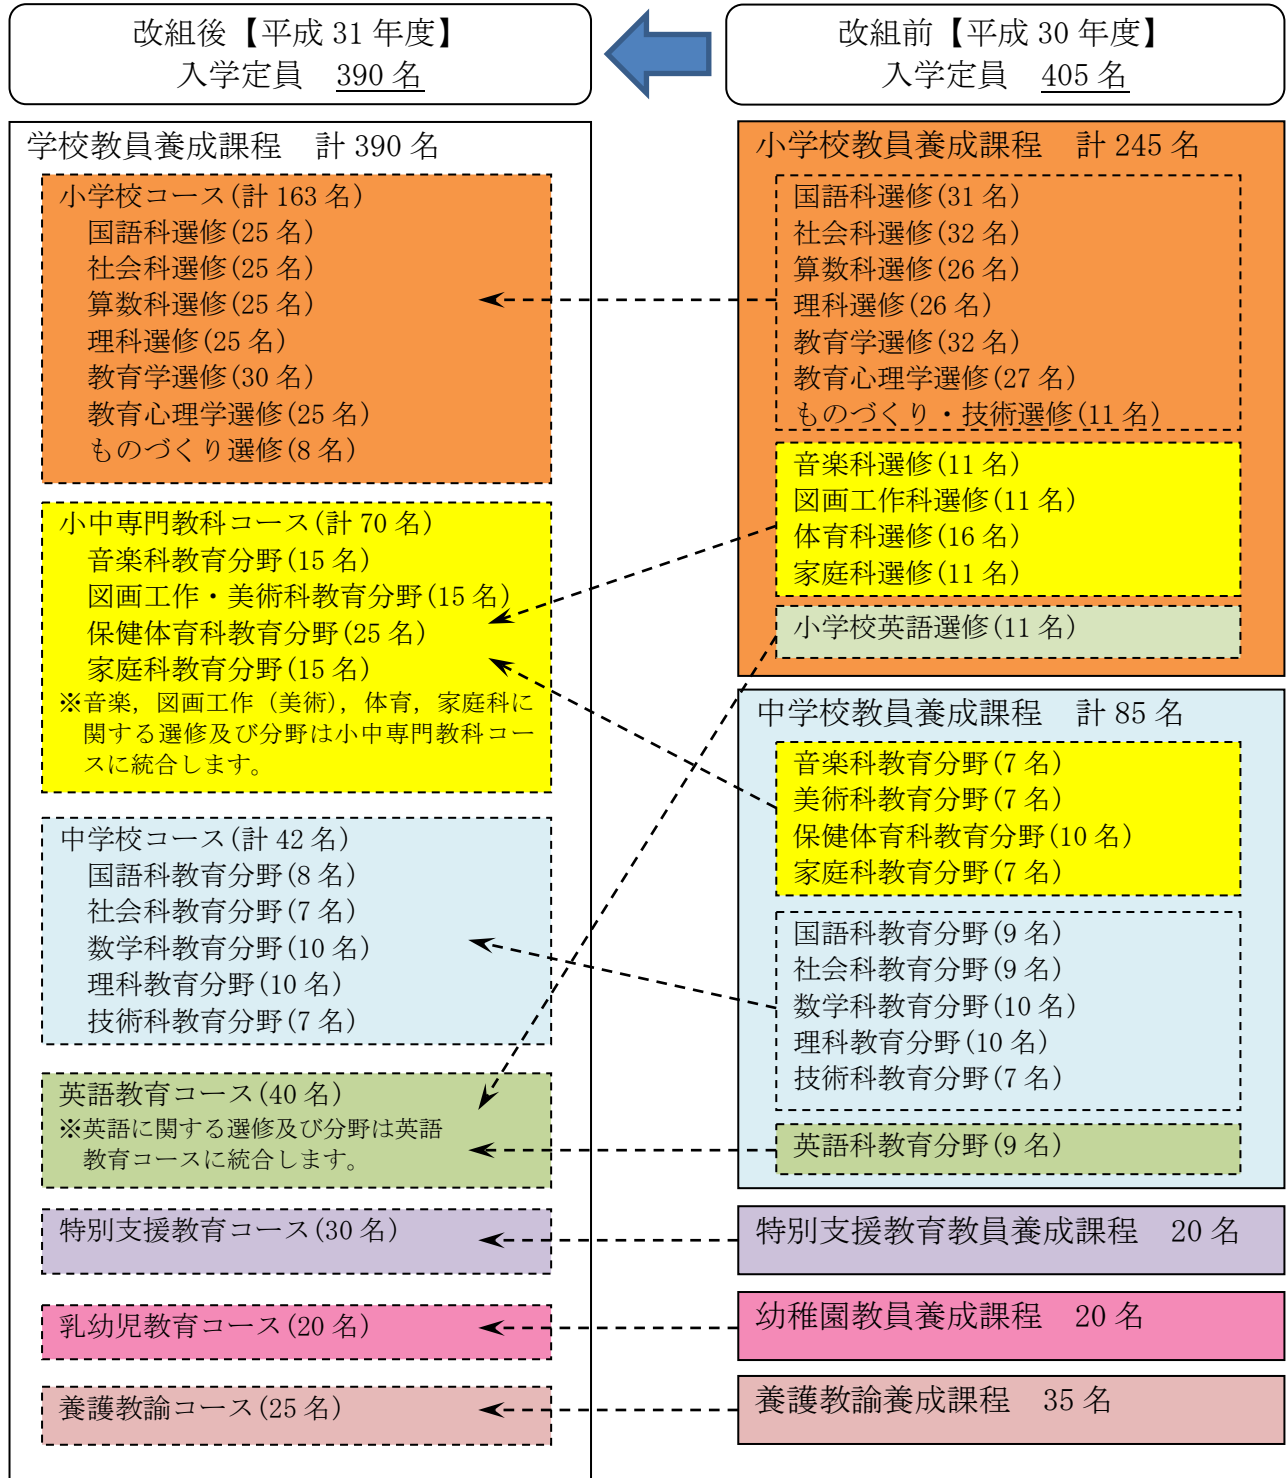 改組後【平成 31 年度】
入学定員　390 名
学校教員養成課程　計 390 名
小学校コース(計 163 名)
国語科選修(25 名)
社会科選修(25 名)
算数科選修(25 名)
理科選修(25 名)
教育学選修(30 名)
教育心理学選修(25 名)
ものづくり選修(8 名)
小中専門教科コース(計 70 名)
音楽科教育分野(15 名)
図画工作・美術科教育分野(15 名)
保健体育科教育分野(25 名)
家庭科教育分野(15 名)
※音楽，図画工作（美術），体育，家庭科に
関する選修及び分野は小中専門教科コー
スに統合します。
中学校コース(計 42 名)
国語科教育分野(8 名)
社会科教育分野(7 名)
数学科教育分野(10 名)
理科教育分野(10 名)
技術科教育分野(7 名)
英語教育コース(40 名)
※英語に関する選修及び分野は英語
教育コースに統合します。
特別支援教育コース(30 名)
乳幼児教育コース(20 名)
養護教諭コース(25 名)
改組前【平成 30 年度】
入学定員　405 名
小学校教員養成課程　計 245 名
国語科選修(31 名)
社会科選修(32 名)
算数科選修(26 名)
理科選修(26 名)
教育学選修(32 名)
教育心理学選修(27 名)
ものづくり・技術選修(11 名)
音楽科選修(11 名)
図画工作科選修(11 名)
体育科選修(16 名)
家庭科選修(11 名)
小学校英語選修(11 名)
中学校教員養成課程　計 85 名
音楽科教育分野(7 名)
美術科教育分野(7 名)
保健体育科教育分野(10 名)
家庭科教育分野(7 名)
国語科教育分野(9 名)
社会科教育分野(9 名)
数学科教育分野(10 名)
理科教育分野(10 名)
技術科教育分野(7 名)
英語科教育分野(9 名)
特別支援教育教員養成課程　20 名
幼稚園教員養成課程　20 名
養護教諭養成課程　35 名